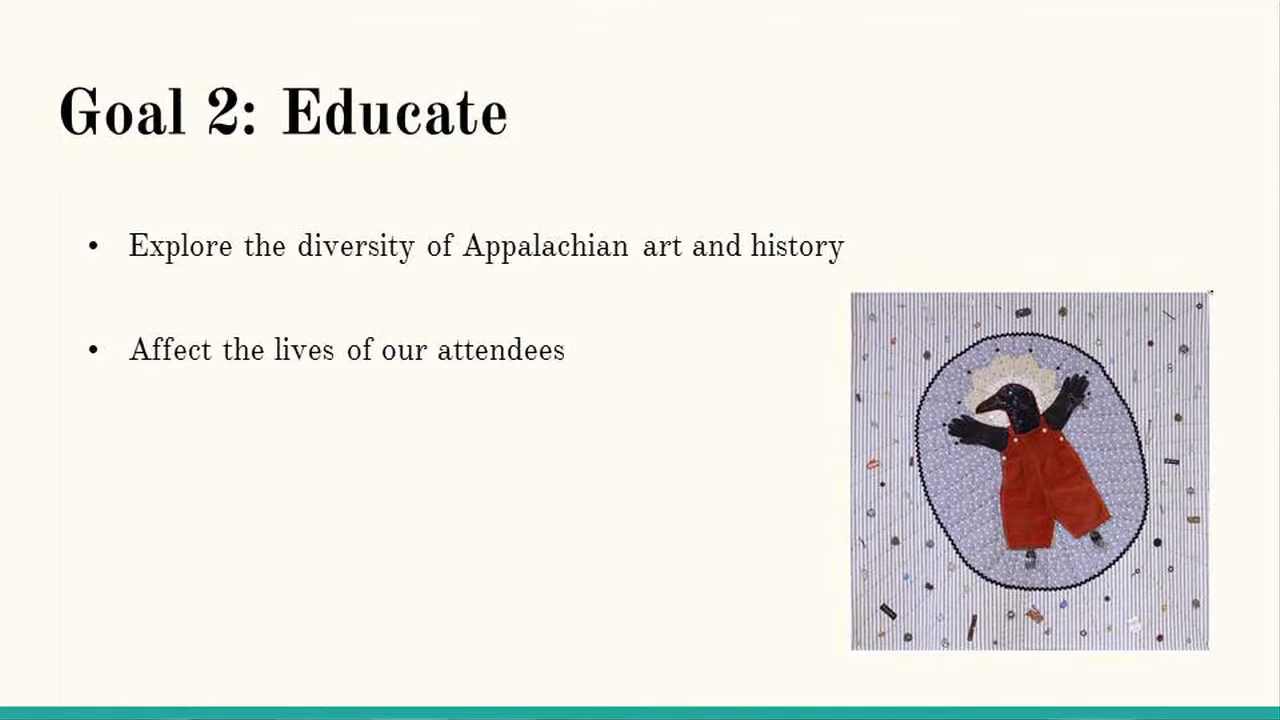 Goal 2: Educate
• Explore the diversity of Appalachian art and history
• Affect the lives of our attendees